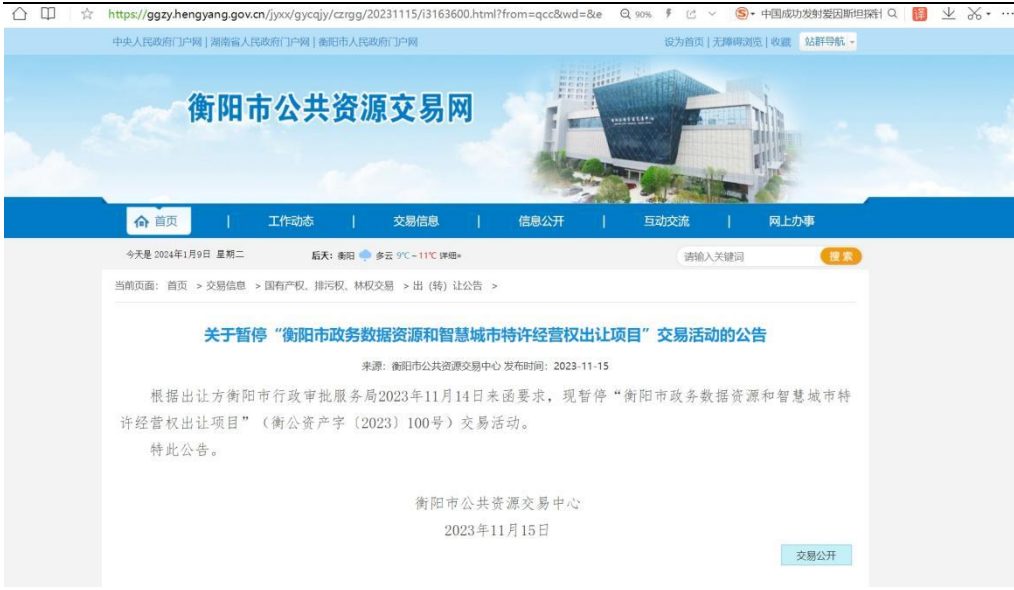 https://ggzy.hengyang.gov.cn/jyxx/gycqjy/czrgg/20231115/i3163600.html?from=qcc&wd=&e 90% 中国成功发射爱因斯坦探针 译
中央人民政府门户网 | 湖南省人民政府门户网 | 衡阳市人民政府门户网 设为首页 | 无障碍浏览 | 收藏 站群导航
衡阳市公共资源交易网
首页 | 工作动态 | 交易信息 | 信息公开 | 互动交流 | 网上办事
今天是 2024年1月9日 星期二 后天: 衡阳 多云 9℃~11℃ 详细» 请输入关键词 搜索
当前页面: 首页 > 交易信息 > 国有产权、排污权、林权交易 > 出 (转) 让公告 >
关于暂停“衡阳市政务数据资源和智慧城市特许经营权出让项目”交易活动的公告
来源: 衡阳市公共资源交易中心 发布时间: 2023-11-15
根据出让方衡阳市行政审批服务局2023年11月14日来函要求，现暂停“衡阳市政务数据资源和智慧城市特
许经营权出让项目”（衡公资产字〔2023〕100号）交易活动。
特此公告。
衡阳市公共资源交易中心
2023年11月15日
交易公开